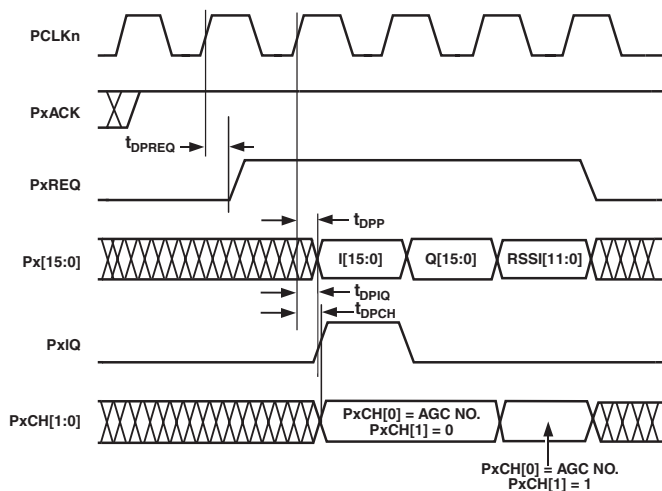 PCLKn
PxACK
tDPREQ
PxREQ
tDPP
Px[15:0]
I[15:0]
Q[15:0]
RSSI[11:0]
tDPIQ
tDPCH
PxIQ
PxCH[1:0]
PxCH[0] = AGC NO.
PxCH[1] = 0
PxCH[0] = AGC NO.
PxCH[1] = 1